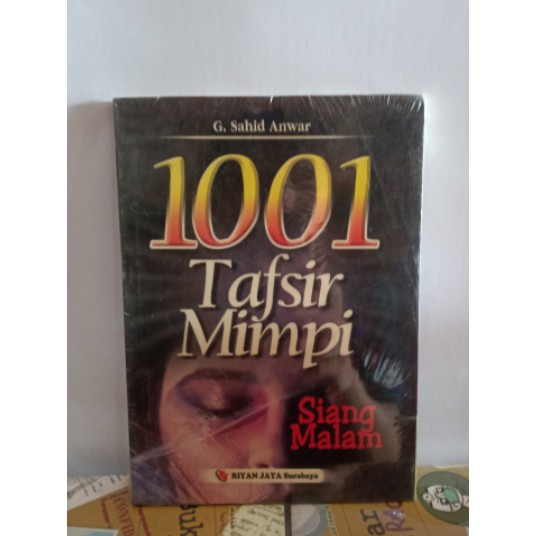 G. Sahid Anwar
1001
Tafsir
Mimpi
Siang
Malam
RIYAN JAYA Surabaya